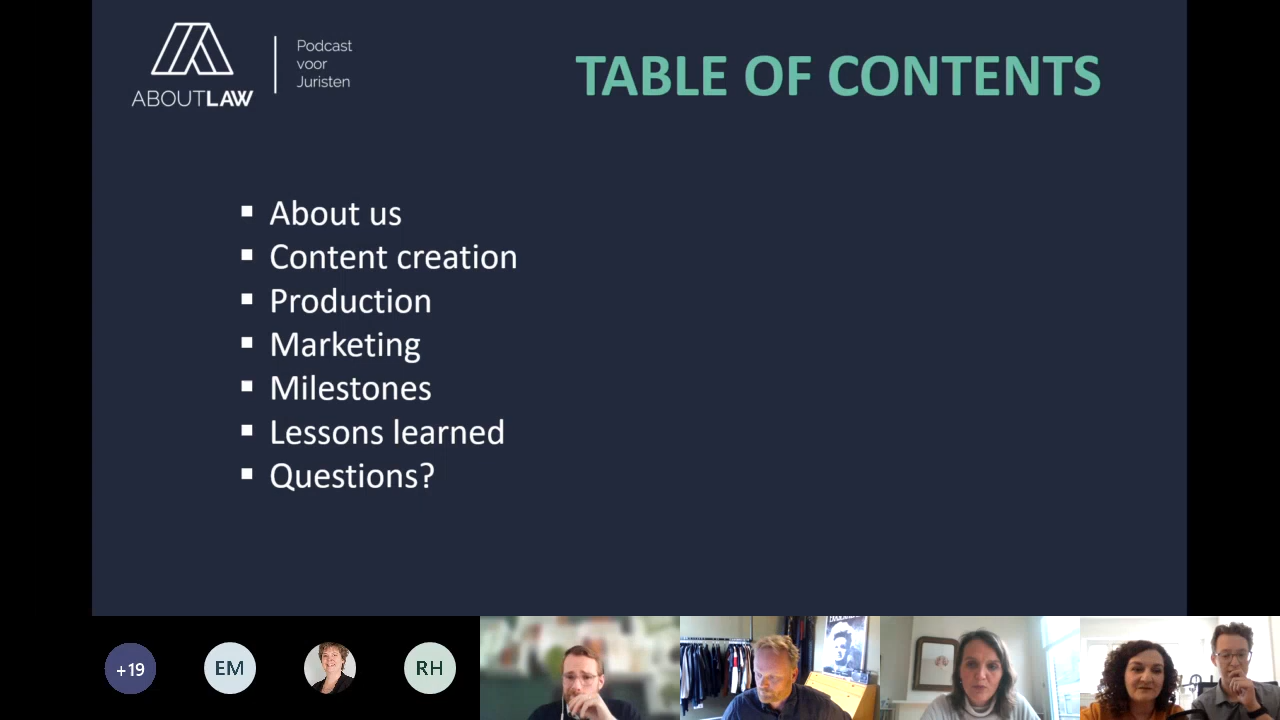 ABOUTLAW
Podcast
voor
Juristen
TABLE OF CONTENTS
About us
Content creation
Production
Marketing
Milestones
Lessons learned
Questions?
+19
EM
RH